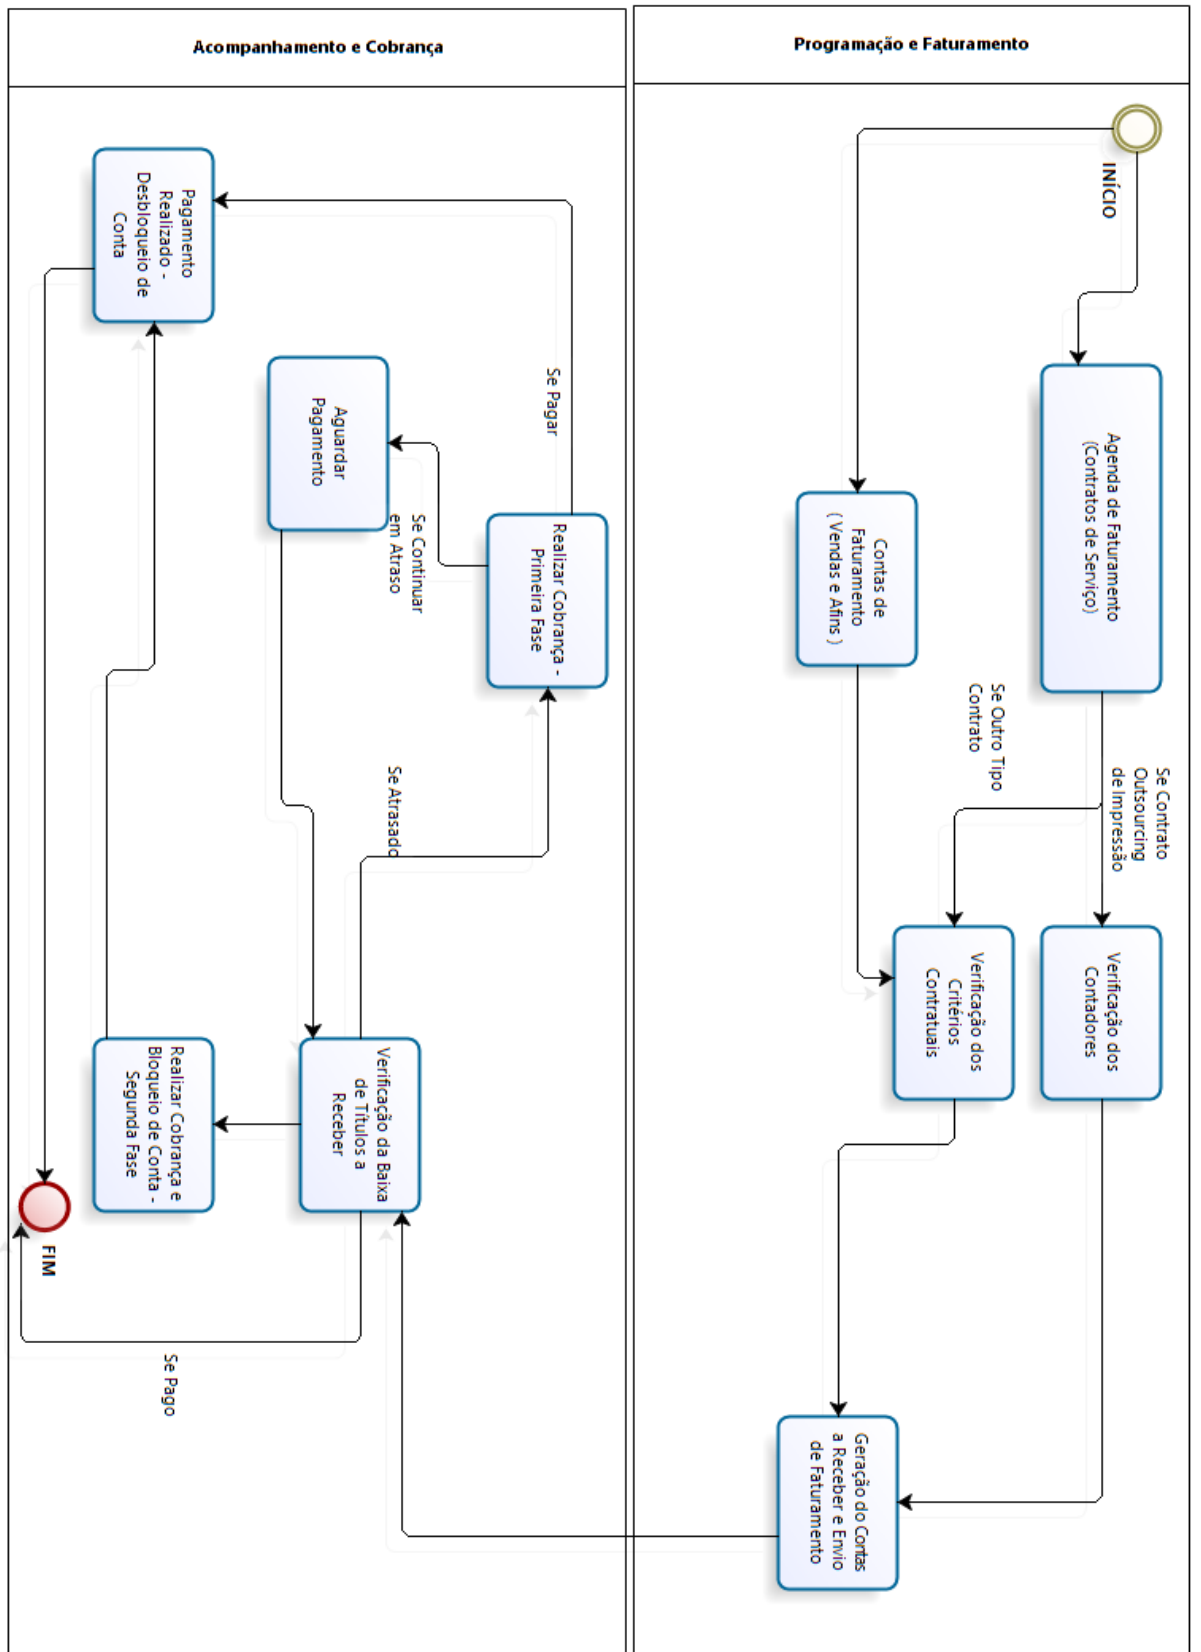 Programação e Faturamento
INÍCIO
Agenda de Faturamento
(Contratos de Serviço)
Contas de
Faturamento
( Vendas e Afins )
Se Contrato
Outsourcing
de Impressão
Se Outro Tipo
Contrato
Verificação dos
Contadores
Verificação dos
Critérios
Contratuais
Geração do Contas
a Receber e Envio
de Faturamento
Acompanhamento e Cobrança
Pagamento
Realizado -
Desbloqueio de
Conta
Se Pagar
Aguardar
Pagamento
Se Continuar
em Atraso
Realizar Cobrança -
Primeira Fase
Se Atrasado
Verificação da Baixa
de Títulos a
Receber
Realizar Cobrança e
Bloqueio de Conta -
Segunda Fase
FIM
Se Pago